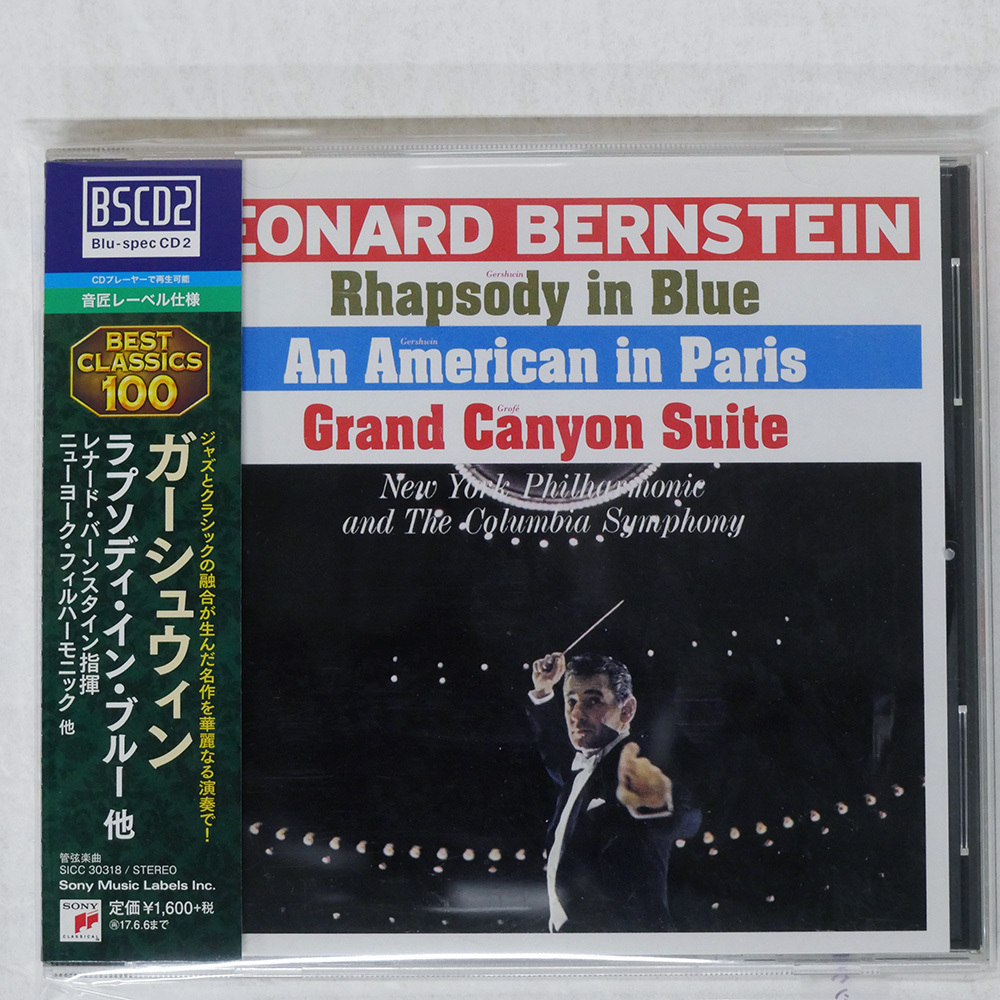 BSCD2
Blu-spec CD 2
CDプレーヤーで再生可能
音匠レーベル仕様
BEST
CLASSICS
100
ジャズとクラシックの融合が生んだ名作を華麗なる演奏で!
ガーシュウィン
ラプソディ・イン・ブルー 他
レナード・バーンスタイン指揮
ニューヨーク・フィルハーモニック 他
管弦楽曲
SICC 30318 / STEREO
Sony Music Labels Inc.
SONY
CLASSICAL
定価¥1,600+税
再'17.6.6まで
EONARD BERNSTEIN
Gershwin
Rhapsody in Blue
Gershwin
An American in Paris
Grofé
Grand Canyon Suite
New York Philharmonic
and The Columbia Symphony